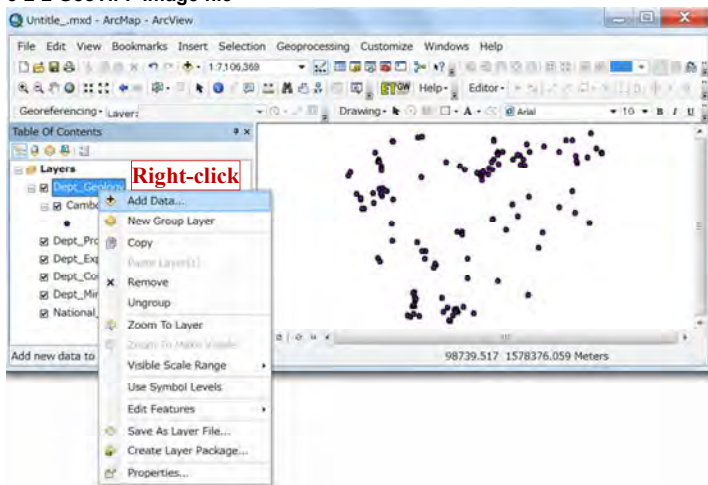 Untitle_.mxd - ArcMap - ArcView
File Edit View Bookmarks Insert Selection Geoprocessing Customize Windows Help
1:7,106,369
Help Editor
Georeferencing Layer: Drawing A Arial 10 B I U
Table Of Contents
Layers
Right-click
Dept_Geology
Add Data...
New Group Layer
Dept_Pro
Copy
Dept_Exp
Paste Layer(s)
Dept_Co
Remove
Dept_Min
Ungroup
National_
Zoom To Layer
Zoom To Make Visible
Add new data to
98739.517 1578376.059 Meters
Visible Scale Range
Use Symbol Levels
Edit Features
Save As Layer File...
Create Layer Package...
Properties...